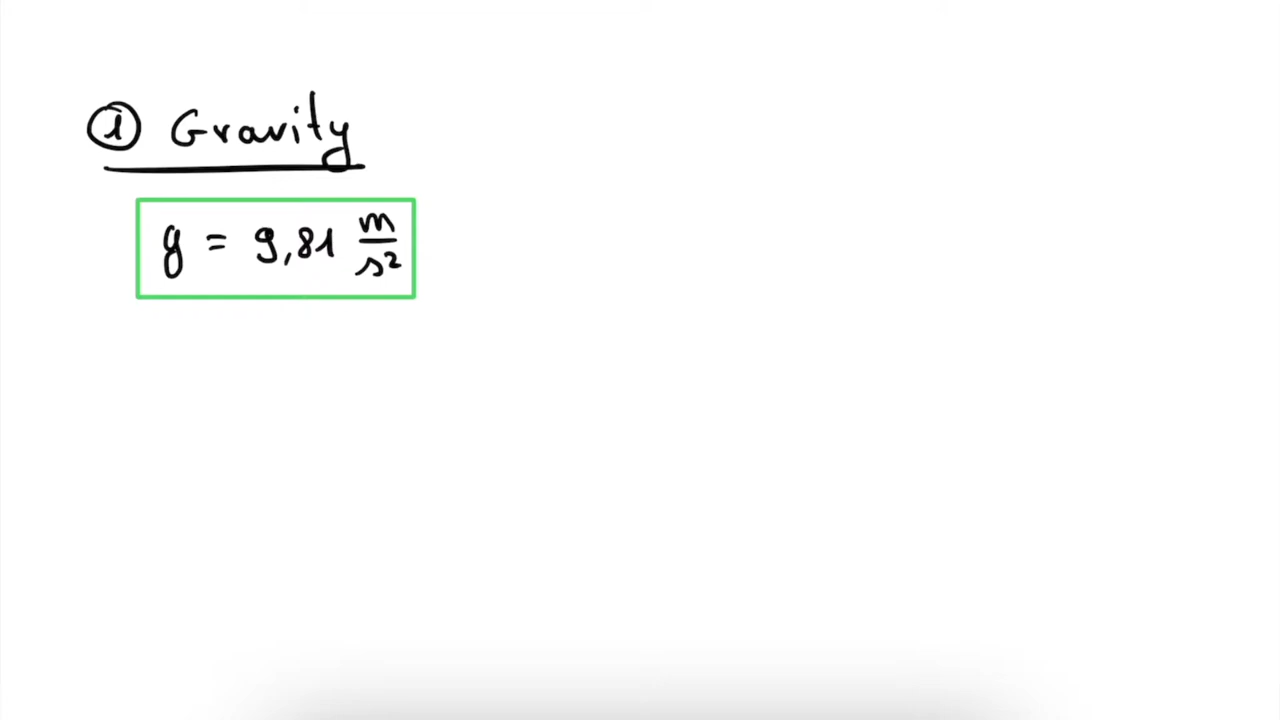 ① Gravity
g = 9,81 m/s²